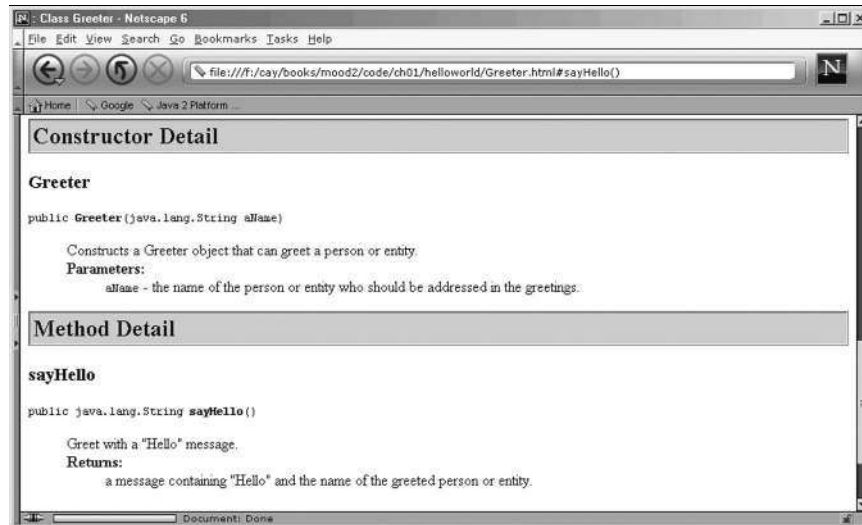 N : Class Greeter - Netscape 6
File Edit View Search Go Bookmarks Tasks Help
file:///f:/cay/books/mood2/code/ch01/helloworld/Greeter.html#sayHello()
N
Home Google Java 2 Platform ...
Constructor Detail
Greeter
public Greeter(java.lang.String aName)
Constructs a Greeter object that can greet a person or entity.
Parameters:
aName - the name of the person or entity who should be addressed in the greetings.
Method Detail
sayHello
public java.lang.String sayHello()
Greet with a "Hello" message.
Returns:
a message containing "Hello" and the name of the greeted person or entity.
Document: Done